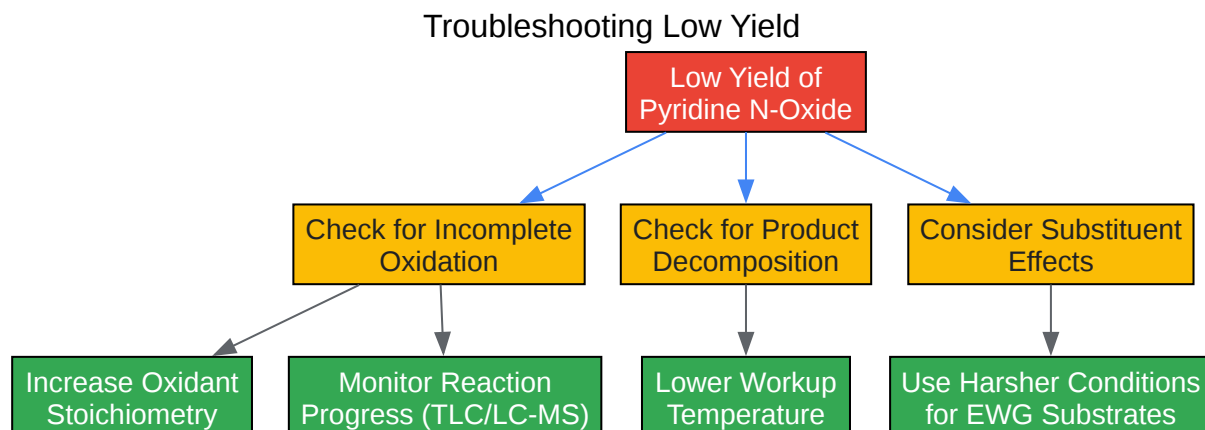 Troubleshooting Low Yield
Low Yield of
Pyridine N-Oxide
Check for Incomplete
Oxidation
Check for Product
Decomposition
Consider Substituent
Effects
Increase Oxidant
Stoichiometry
Monitor Reaction
Progress (TLC/LC-MS)
Lower Workup
Temperature
Use Harsher Conditions
for EWG Substrates